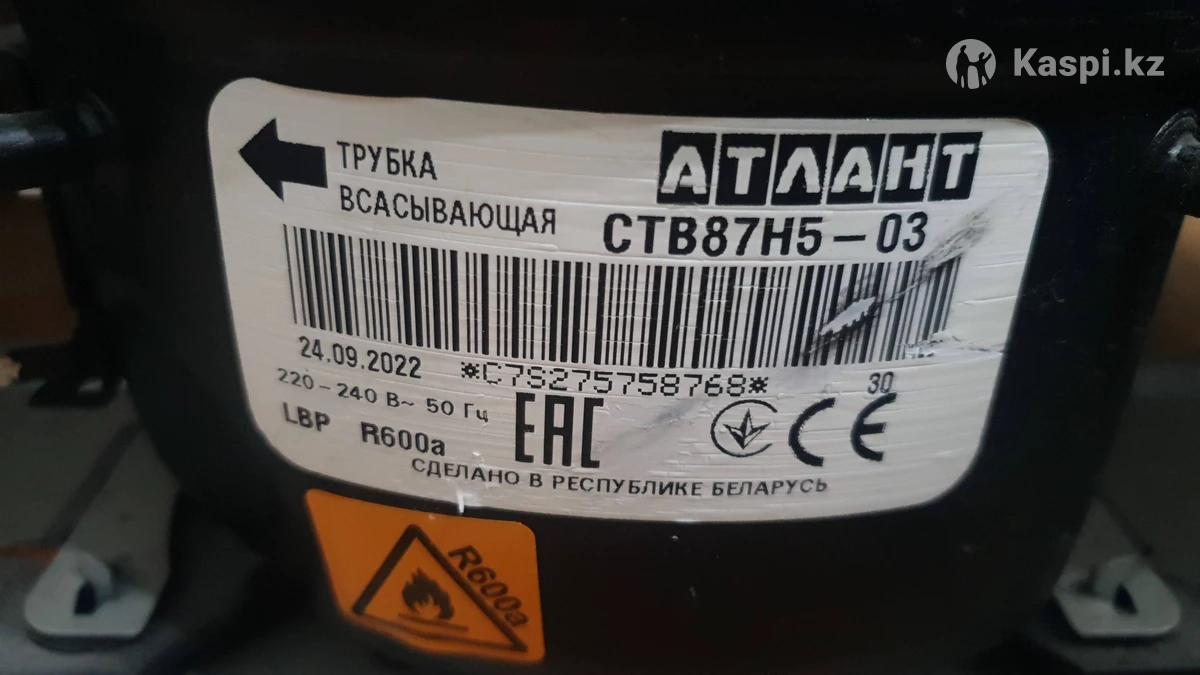 Kaspi.kz
ТРУБКА
ВСАСЫВАЮЩАЯ
АТЛАНТ
СТВ87Н5-03
24.09.2022
*C7S275758768*
30
220-240 В~ 50 Гц
LBP R600a
EAC
CE
СДЕЛАНО В РЕСПУБЛИКЕ БЕЛАРУСЬ
R600a